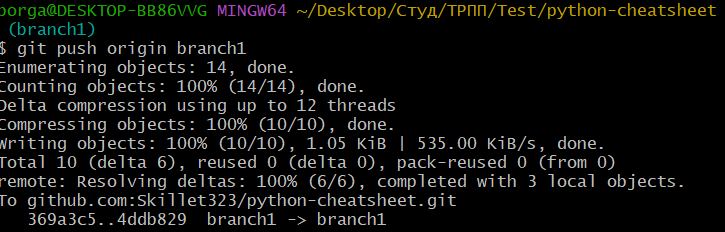 borga@DESKTOP-BB86VVG MINGW64 ~/Desktop/Студ/ТРПП/Test/python-cheatsheet
(branch1)
$ git push origin branch1
Enumerating objects: 14, done.
Counting objects: 100% (14/14), done.
Delta compression using up to 12 threads
Compressing objects: 100% (10/10), done.
Writing objects: 100% (10/10), 1.05 KiB | 535.00 KiB/s, done.
Total 10 (delta 6), reused 0 (delta 0), pack-reused 0 (from 0)
remote: Resolving deltas: 100% (6/6), completed with 3 local objects.
To github.com:Skillet323/python-cheatsheet.git
369a3c5..4ddb829  branch1 -> branch1